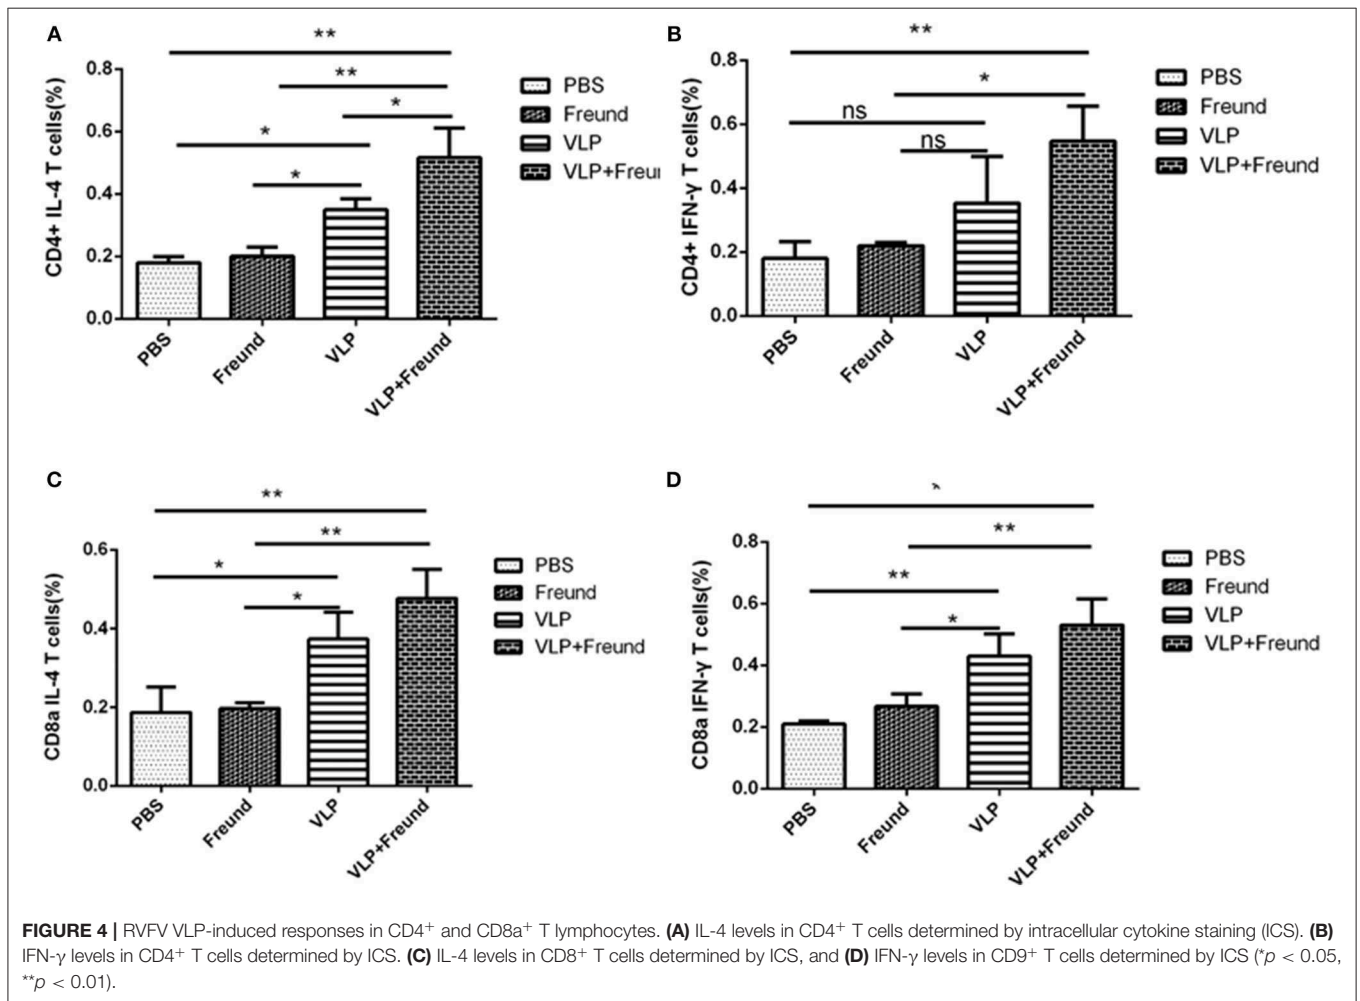 A
**
**
*
*
*
CD4+ IL-4 T cells(%)
0.8
0.6
0.4
0.2
0.0
PBS
Freund
VLP
VLP+Freund
PBS
Freund
VLP
VLP+Freu
B
**
*
ns
ns
CD4+ IFN-γ T cells(%)
0.8
0.6
0.4
0.2
0.0
PBS
Freund
VLP
VLP+Freund
PBS
Freund
VLP
VLP+Freund
C
**
**
*
*
CD8a IL-4 T cells(%)
0.6
0.4
0.2
0.0
PBS
Freund
VLP
VLP+Freund
PBS
Freund
VLP
VLP+Freund
D
**
**
*
CD8a IFN-γ T cells(%)
0.8
0.6
0.4
0.2
0.0
PBS
Freund
VLP
VLP+Freund
PBS
Freund
VLP
VLP+Freund
FIGURE 4 | RVFV VLP-induced responses in CD4+ and CD8a+ T lymphocytes. (A) IL-4 levels in CD4+ T cells determined by intracellular cytokine staining (ICS). (B)
IFN-γ levels in CD4+ T cells determined by ICS. (C) IL-4 levels in CD8+ T cells determined by ICS, and (D) IFN-γ levels in CD9+ T cells determined by ICS (*p < 0.05,
**p < 0.01).